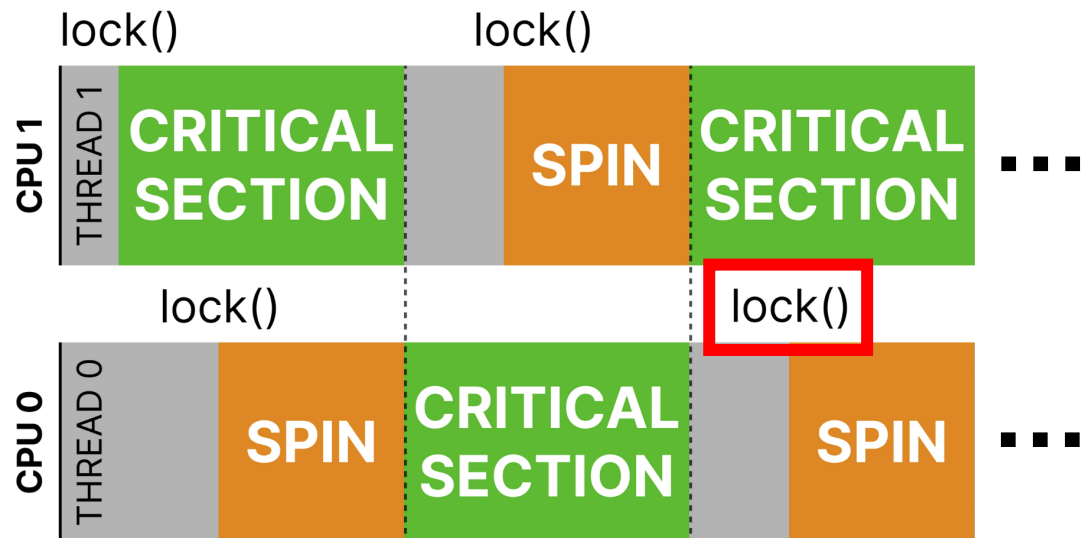 lock() lock()
CPU 1
THREAD 1
CRITICAL
SECTION
SPIN
CRITICAL
SECTION
lock() lock()
CPU 0
THREAD 0
SPIN
CRITICAL
SECTION
SPIN